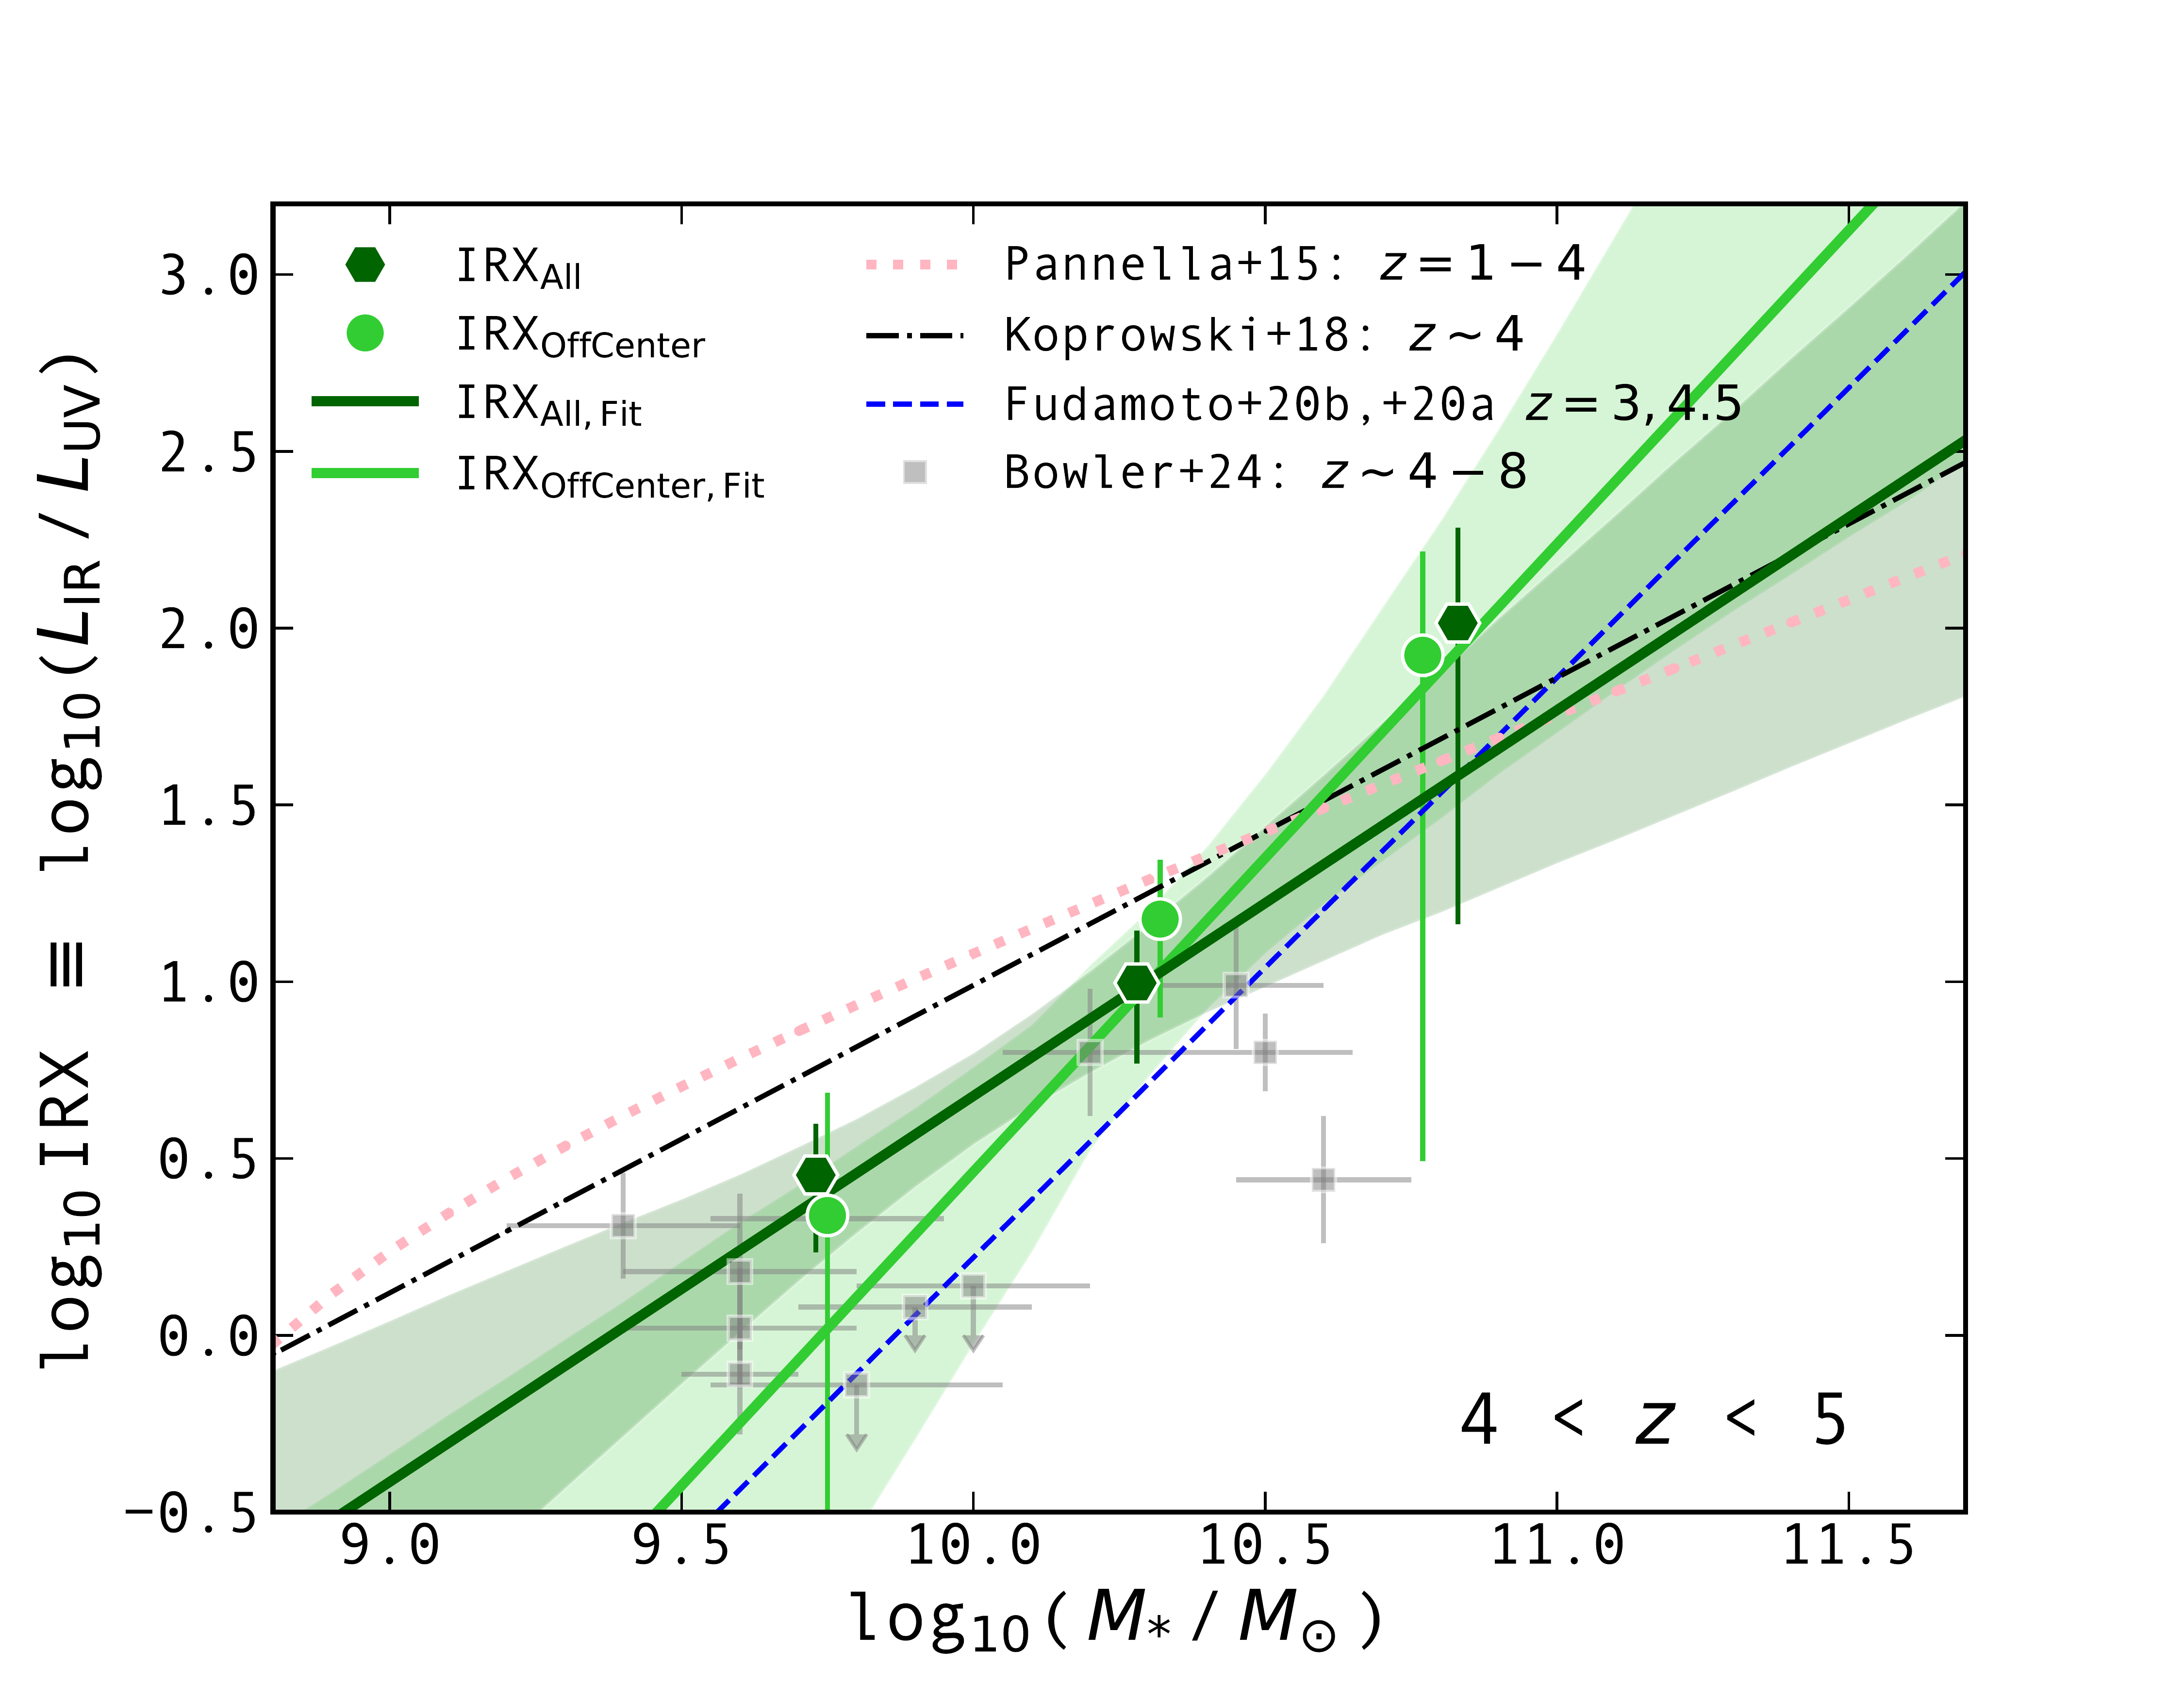 IRX_All
IRX_OffCenter
IRX_All, Fit
IRX_OffCenter, Fit
Pannella+15: z = 1 − 4
Koprowski+18: z ~ 4
Fudamoto+20b,+20a z = 3, 4.5
Bowler+24: z ~ 4 − 8
log₁₀ IRX ≡ log₁₀(L_IR / L_UV)
3.0
2.5
2.0
1.5
1.0
0.5
0.0
−0.5
4 < z < 5
9.0 9.5 10.0 10.5 11.0 11.5
log₁₀( M_* / M_⊙ )